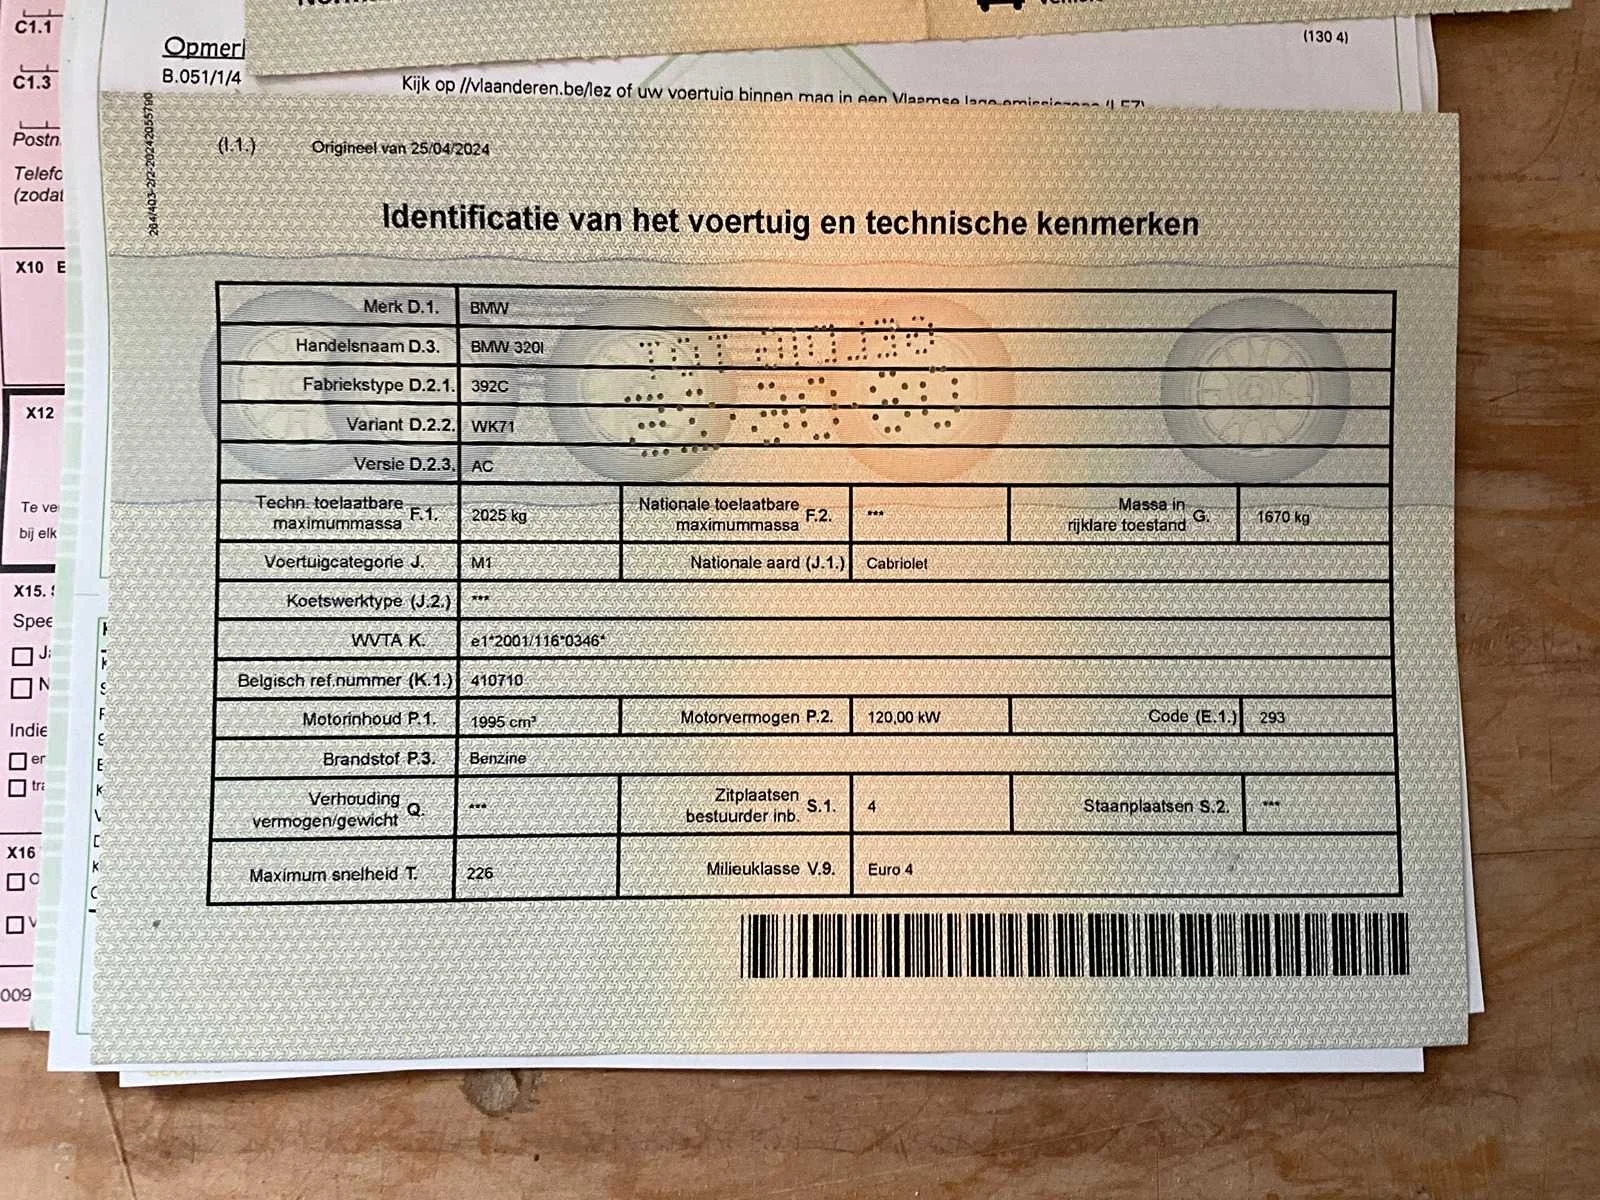 C1.1
C1.3
Postn
Telefo
(zodat
X10 E
X12
Te ve
bij elk
X15.
Spee
Indie
X16
009
(130 4)
Opmerl
B.051/1/4
Kijk op //vlaanderen.be/lez of uw voertuig binnen mag in een Vlaamse lage-emissiezone (LEZ)
264/403-2/2-20242055790
(I.1.) Origineel van 25/04/2024
Identificatie van het voertuig en technische kenmerken
Merk D.1. BMW
Handelsnaam D.3. BMW 320I
Fabriekstype D.2.1. 392C
Variant D.2.2. WK71
Versie D.2.3. AC
Techn. toelaatbare maximummassa F.1. 2025 kg Nationale toelaatbare maximummassa F.2. *** Massa in rijklare toestand G. 1670 kg
Voertuigcategorie J. M1 Nationale aard (J.1.) Cabriolet
Koetswerktype (J.2.) ***
WVTA K. e1*2001/116*0346*
Belgisch ref.nummer (K.1.) 410710
Motorinhoud P.1. 1995 cm³ Motorvermogen P.2. 120,00 kW Code (E.1.) 293
Brandstof P.3. Benzine
Verhouding vermogen/gewicht Q. *** Zitplaatsen bestuurder inb. S.1. 4 Staanplaatsen S.2. ***
Maximum snelheid T. 226 Milieuklasse V.9. Euro 4